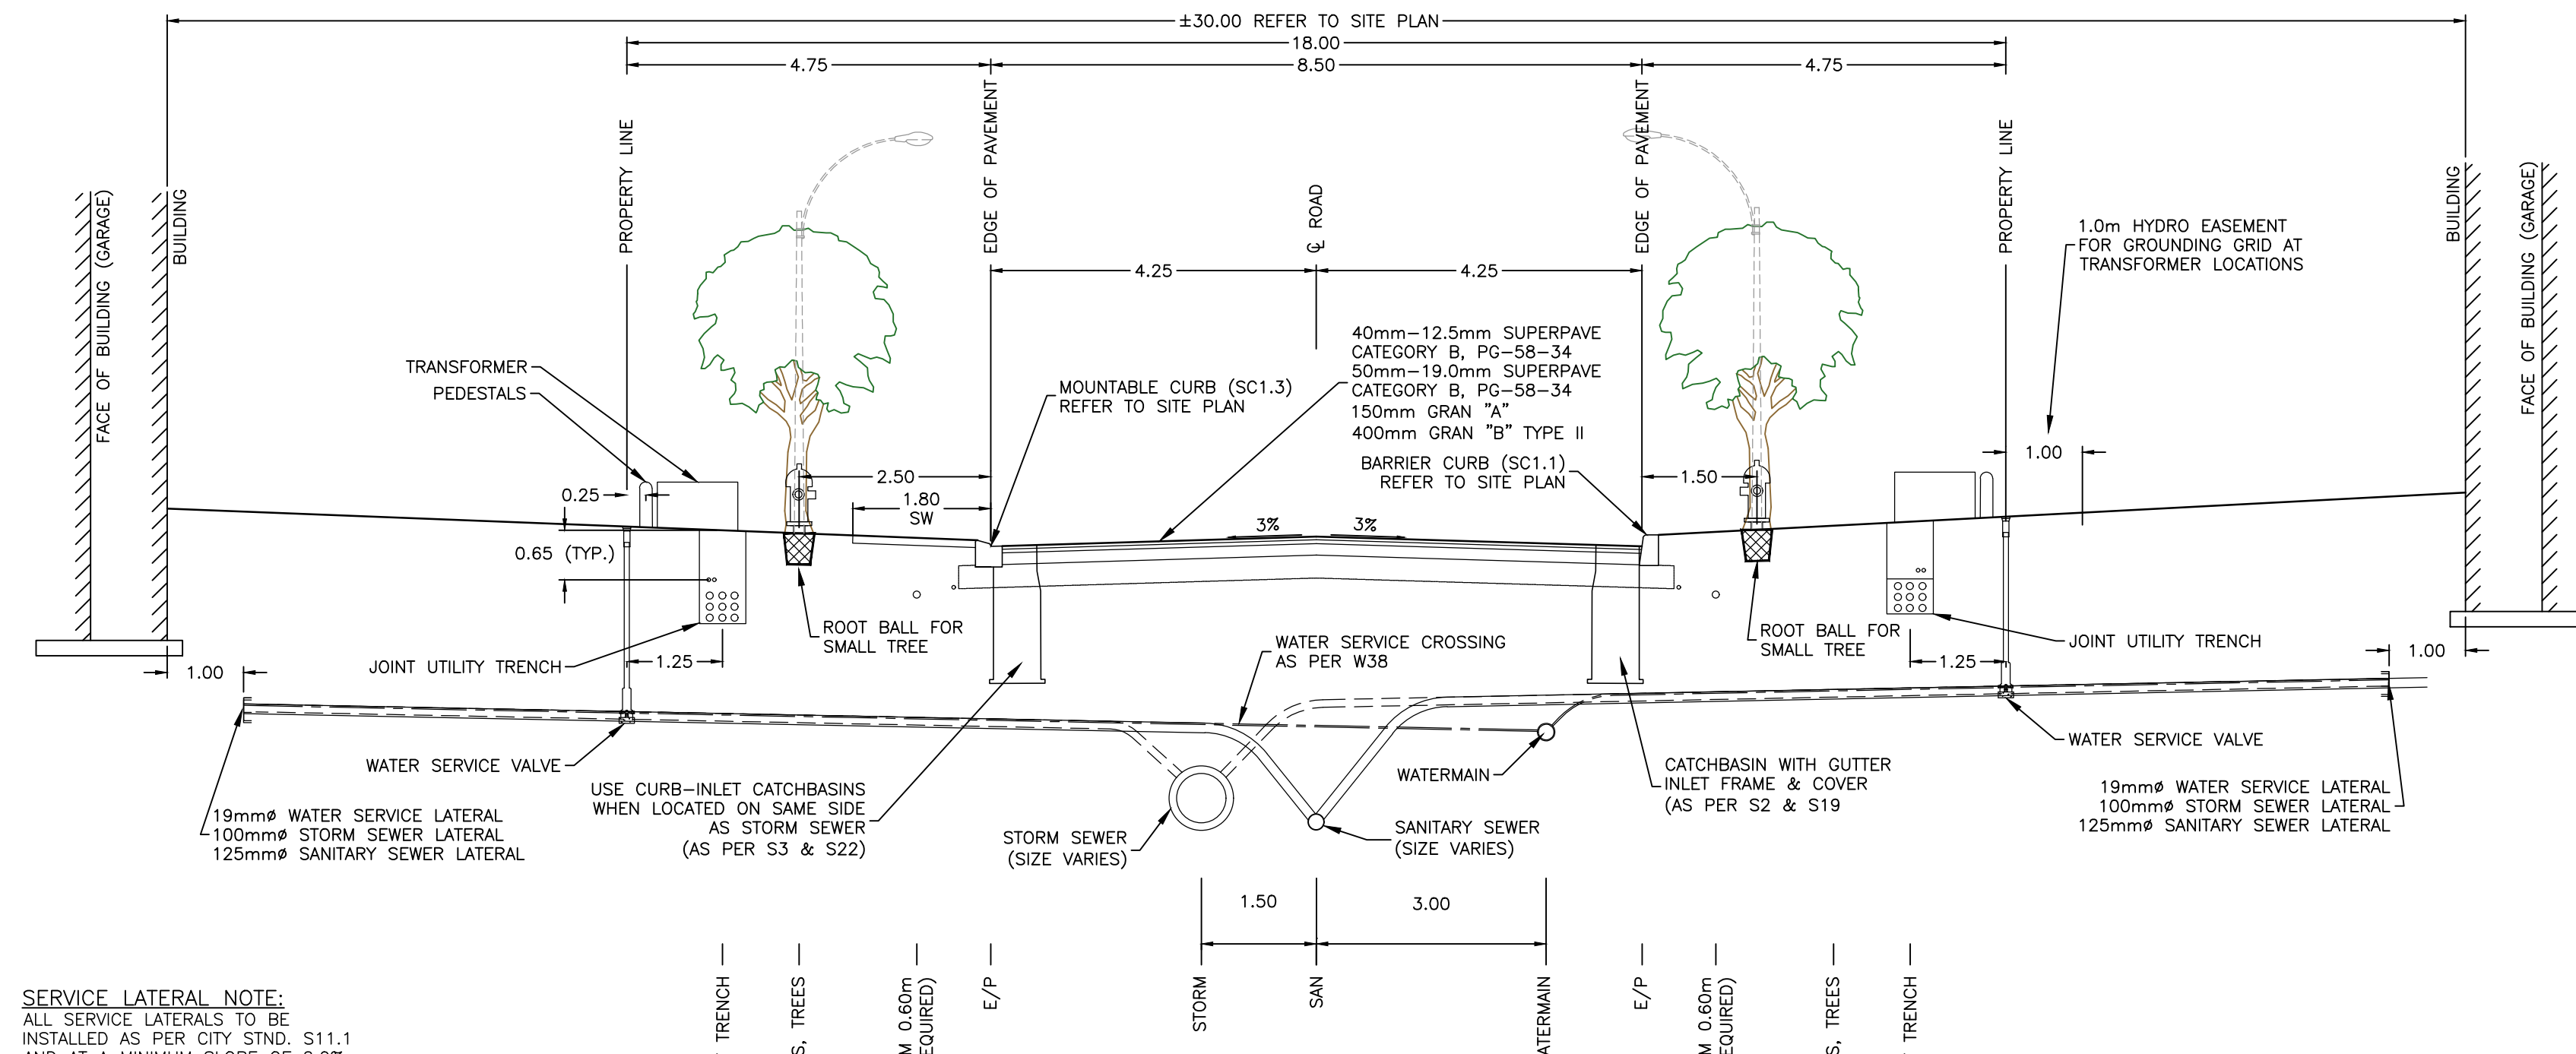 ±30.00 REFER TO SITE PLAN
18.00
4.75
8.50
4.75
FACE OF BUILDING (GARAGE)
BUILDING
PROPERTY LINE
EDGE OF PAVEMENT
℄ ROAD
EDGE OF PAVEMENT
PROPERTY LINE
BUILDING
FACE OF BUILDING (GARAGE)
1.0m HYDRO EASEMENT
FOR GROUNDING GRID AT
TRANSFORMER LOCATIONS
4.25
4.25
40mm-12.5mm SUPERPAVE
CATEGORY B, PG-58-34
50mm-19.0mm SUPERPAVE
CATEGORY B, PG-58-34
150mm GRAN "A"
400mm GRAN "B" TYPE II
TRANSFORMER
PEDESTALS
MOUNTABLE CURB (SC1.3)
REFER TO SITE PLAN
BARRIER CURB (SC1.1)
REFER TO SITE PLAN
1.00
2.50
1.50
0.25
1.80
SW
3%
3%
0.65 (TYP.)
ROOT BALL FOR
SMALL TREE
WATER SERVICE CROSSING
AS PER W38
ROOT BALL FOR
SMALL TREE
JOINT UTILITY TRENCH
JOINT UTILITY TRENCH
1.00
1.25
1.25
1.00
WATER SERVICE VALVE
WATER SERVICE VALVE
USE CURB-INLET CATCHBASINS
WHEN LOCATED ON SAME SIDE
AS STORM SEWER
(AS PER S3 & S22)
WATERMAIN
CATCHBASIN WITH GUTTER
INLET FRAME & COVER
(AS PER S2 & S19
19mmø WATER SERVICE LATERAL
100mmø STORM SEWER LATERAL
125mmø SANITARY SEWER LATERAL
19mmø WATER SERVICE LATERAL
100mmø STORM SEWER LATERAL
125mmø SANITARY SEWER LATERAL
STORM SEWER
(SIZE VARIES)
SANITARY SEWER
(SIZE VARIES)
1.50
3.00
TRENCH
TREES
0.60m
E/P
STORM
SAN
E/P
0.60m
TREES
TRENCH
SERVICE LATERAL NOTE:
ALL SERVICE LATERALS TO BE
INSTALLED AS PER CITY STND. S11.1
AND AT A MINIMUM SLOPE OF